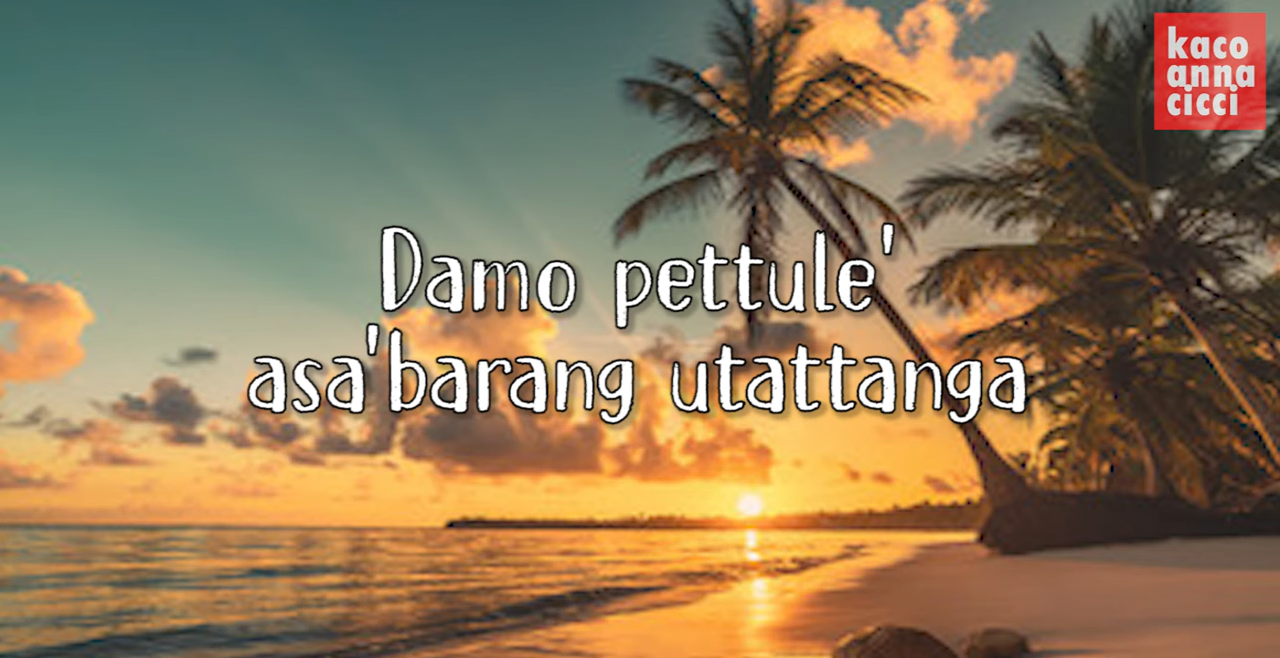 kaco
anna
cicci
Damo pettule'
asa'barang utattanga